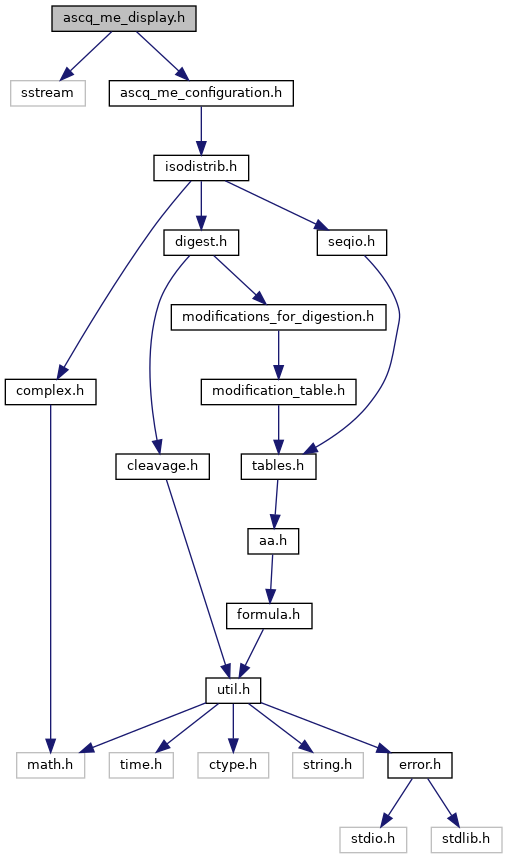 ascq_me_display.h
sstream
ascq_me_configuration.h
isodistrib.h
digest.h
seqio.h
modifications_for_digestion.h
complex.h
modification_table.h
cleavage.h
tables.h
aa.h
formula.h
util.h
math.h
time.h
ctype.h
string.h
error.h
stdio.h
stdlib.h